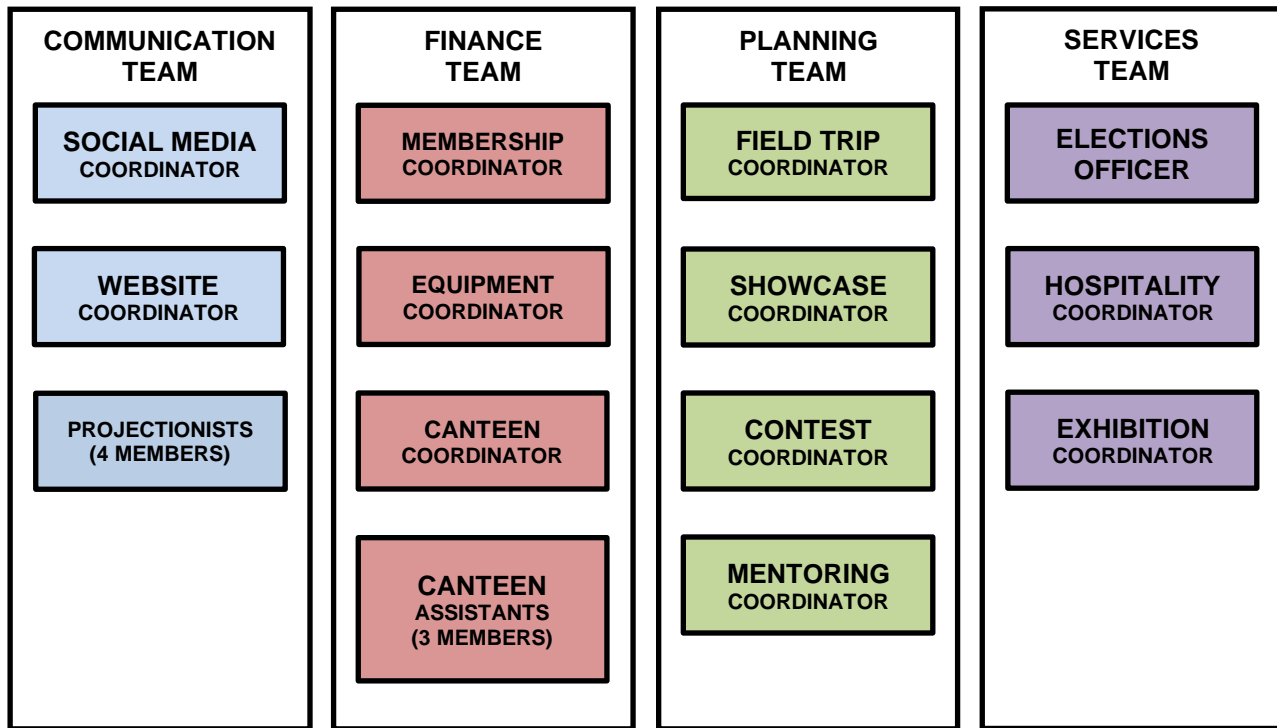 COMMUNICATION
TEAM
SOCIAL MEDIA
COORDINATOR
WEBSITE
COORDINATOR
PROJECTIONISTS
(4 MEMBERS)
FINANCE
TEAM
MEMBERSHIP
COORDINATOR
EQUIPMENT
COORDINATOR
CANTEEN
COORDINATOR
CANTEEN
ASSISTANTS
(3 MEMBERS)
PLANNING
TEAM
FIELD TRIP
COORDINATOR
SHOWCASE
COORDINATOR
CONTEST
COORDINATOR
MENTORING
COORDINATOR
SERVICES
TEAM
ELECTIONS
OFFICER
HOSPITALITY
COORDINATOR
EXHIBITION
COORDINATOR